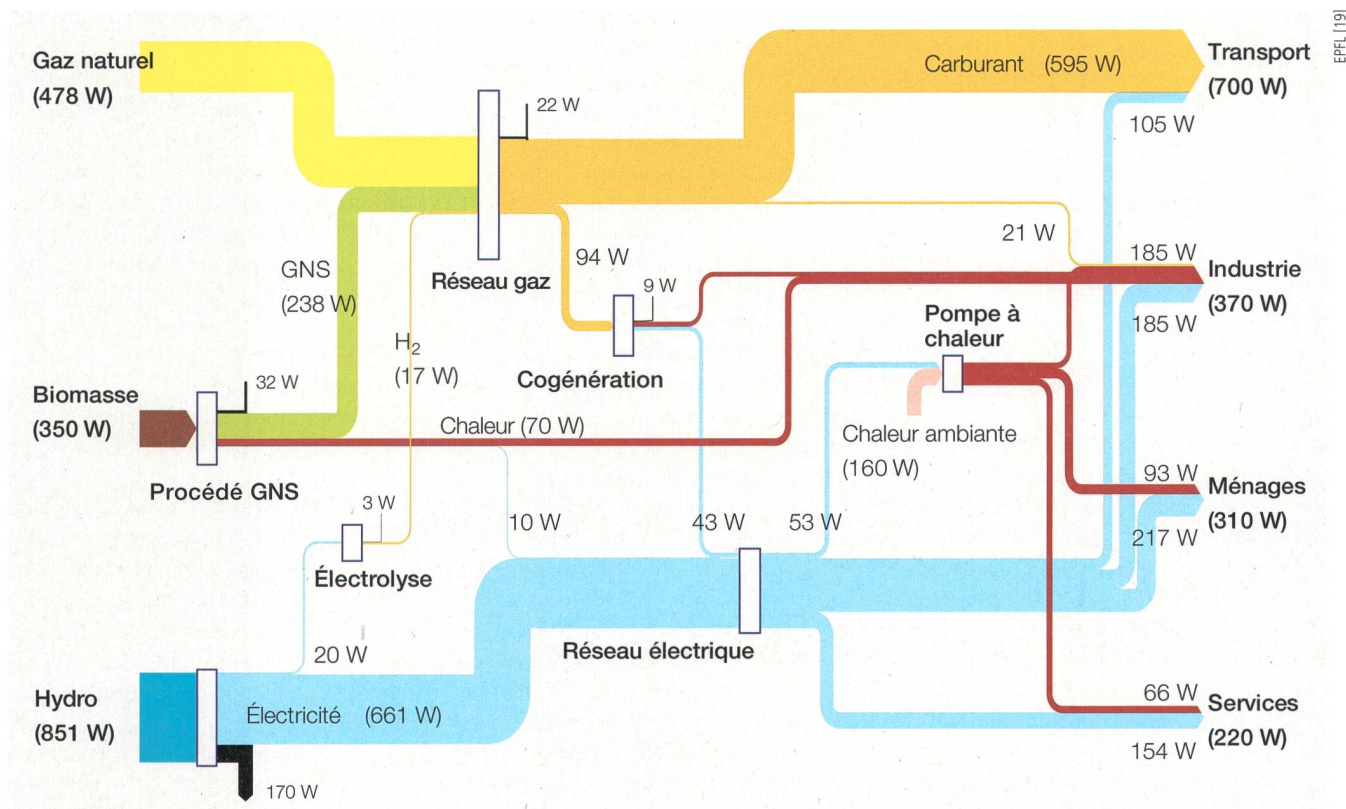 EPFL [19]
Gaz naturel
(478 W)
Carburant (595 W)
Transport
(700 W)
22 W
105 W
GNS
(238 W)
Réseau gaz
94 W
21 W
185 W
Industrie
(370 W)
185 W
9 W
Pompe à
chaleur
H2
(17 W)
Cogénération
Biomasse
(350 W)
32 W
Chaleur (70 W)
Chaleur ambiante
(160 W)
Procédé GNS
93 W
Ménages
(310 W)
217 W
3 W
10 W
43 W
53 W
Électrolyse
20 W
Réseau électrique
Hydro
(851 W)
Électricité (661 W)
66 W
Services
(220 W)
154 W
170 W